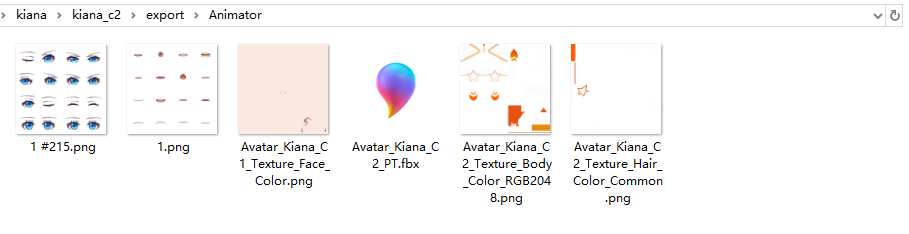 kiana > kiana_c2 > export > Animator
1 #215.png
1.png
Avatar_Kiana_C
1_Texture_Face_
Color.png
Avatar_Kiana_C
2_PT.fbx
Avatar_Kiana_C
2_Texture_Body
_Color_RGB204
8.png
Avatar_Kiana_C
2_Texture_Hair_
Color_Common
.png